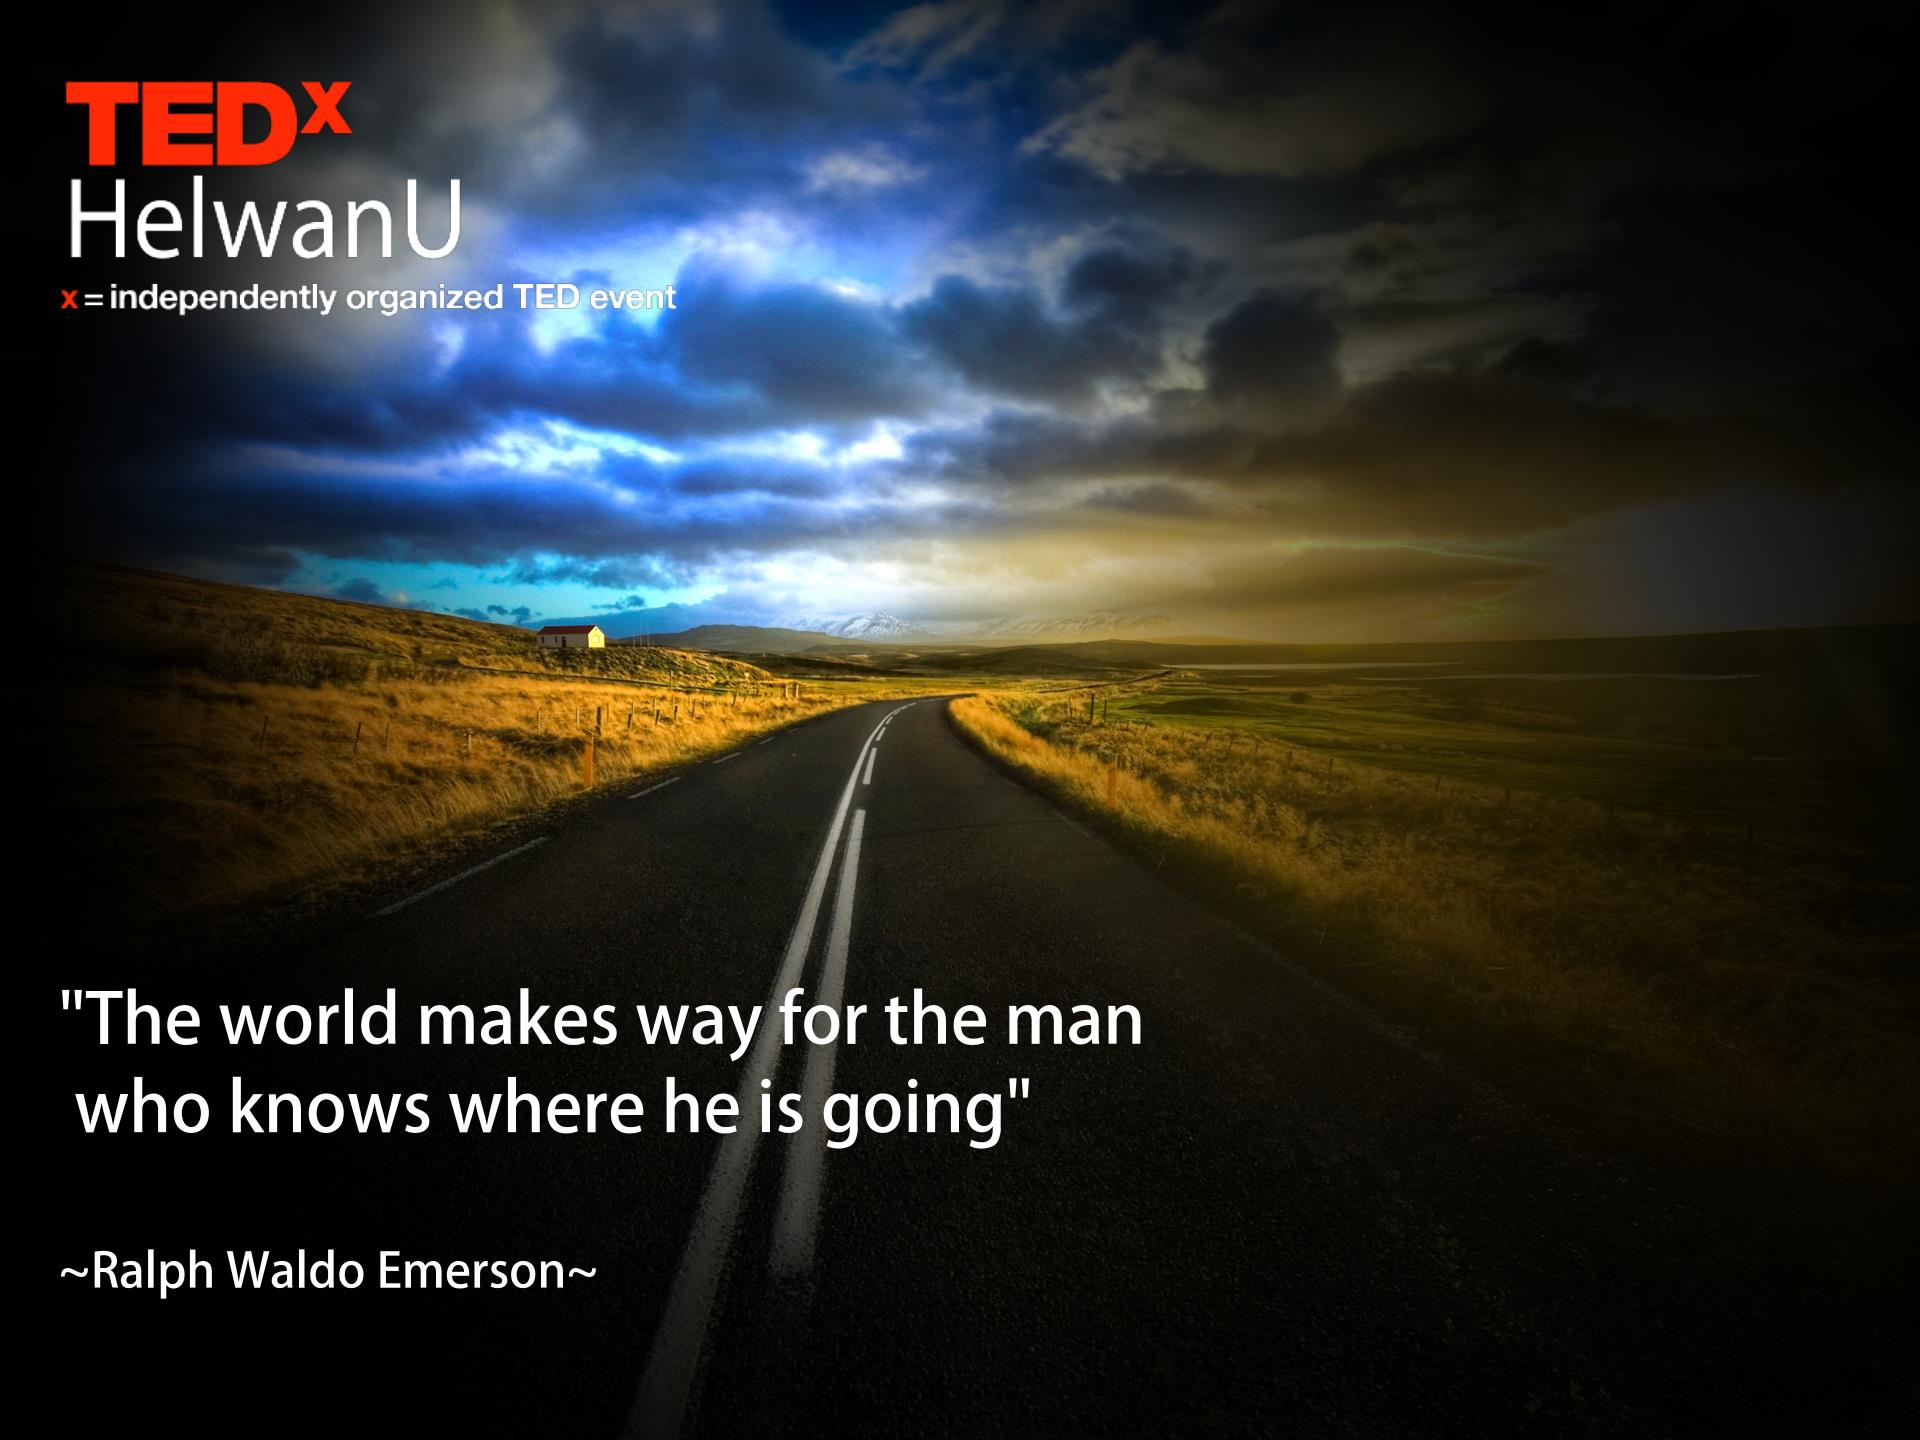 TEDx
HelwanU
x = independently organized TED event
"The world makes way for the man
who knows where he is going"
~Ralph Waldo Emerson~